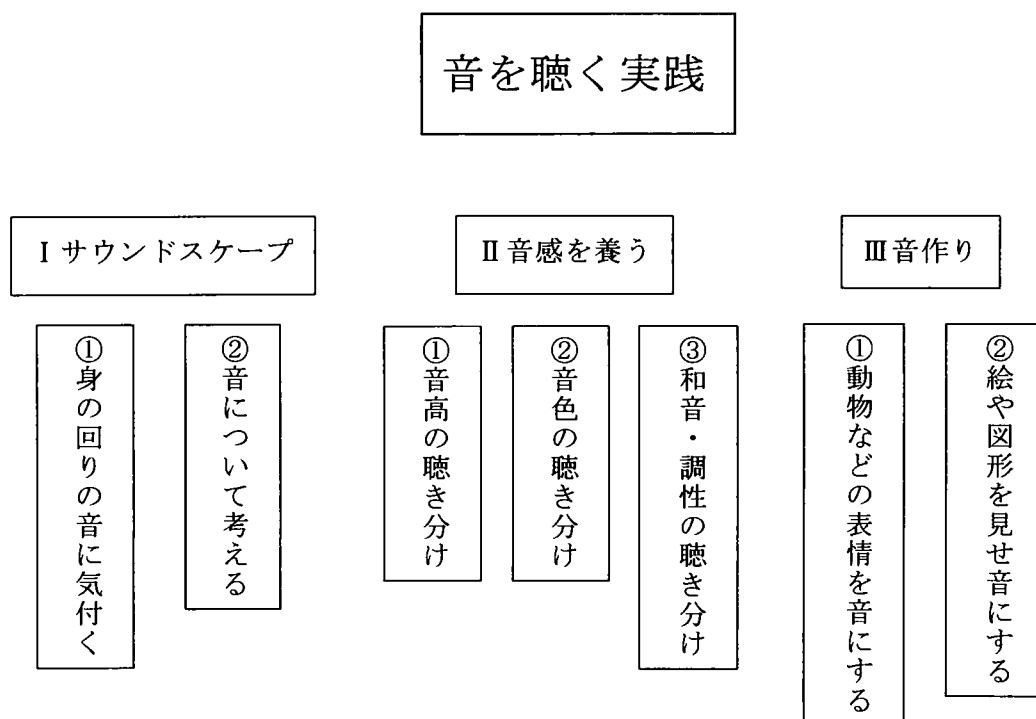 音を聴く実践
Ⅰサウンドスケープ
①身の回りの音に気付く
②音について考える
Ⅱ音感を養う
①音高の聴き分け
②音色の聴き分け
③和音・調性の聴き分け
Ⅲ音作り
①動物などの表情を音にする
②絵や図形を見せ音にする